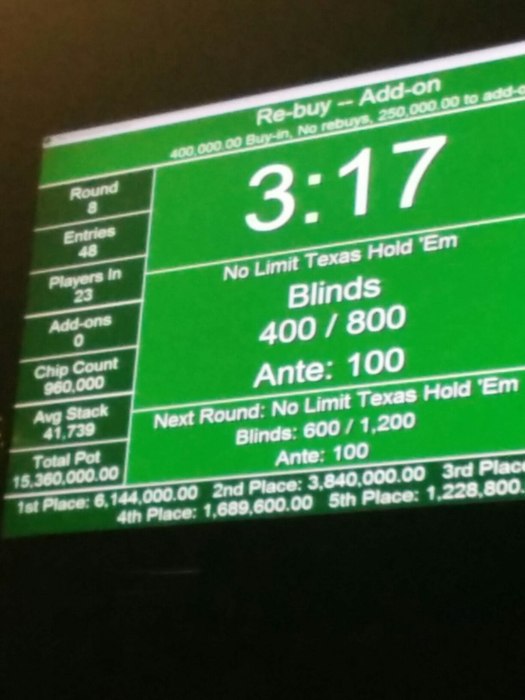 Re-buy -- Add-on
400,000.00 Buy-in, No rebuys, 250,000.00 to add-o
Round
8
Entries
48
Players In
23
Add-ons
0
Chip Count
960,000
Avg Stack
41,739
Total Pot
15,360,000.00
3:17
No Limit Texas Hold 'Em
Blinds
400 / 800
Ante: 100
Next Round: No Limit Texas Hold 'Em
Blinds: 600 / 1,200
Ante: 100
1st Place: 6,144,000.00 2nd Place: 3,840,000.00 3rd Place
4th Place: 1,689,600.00 5th Place: 1,228,800.